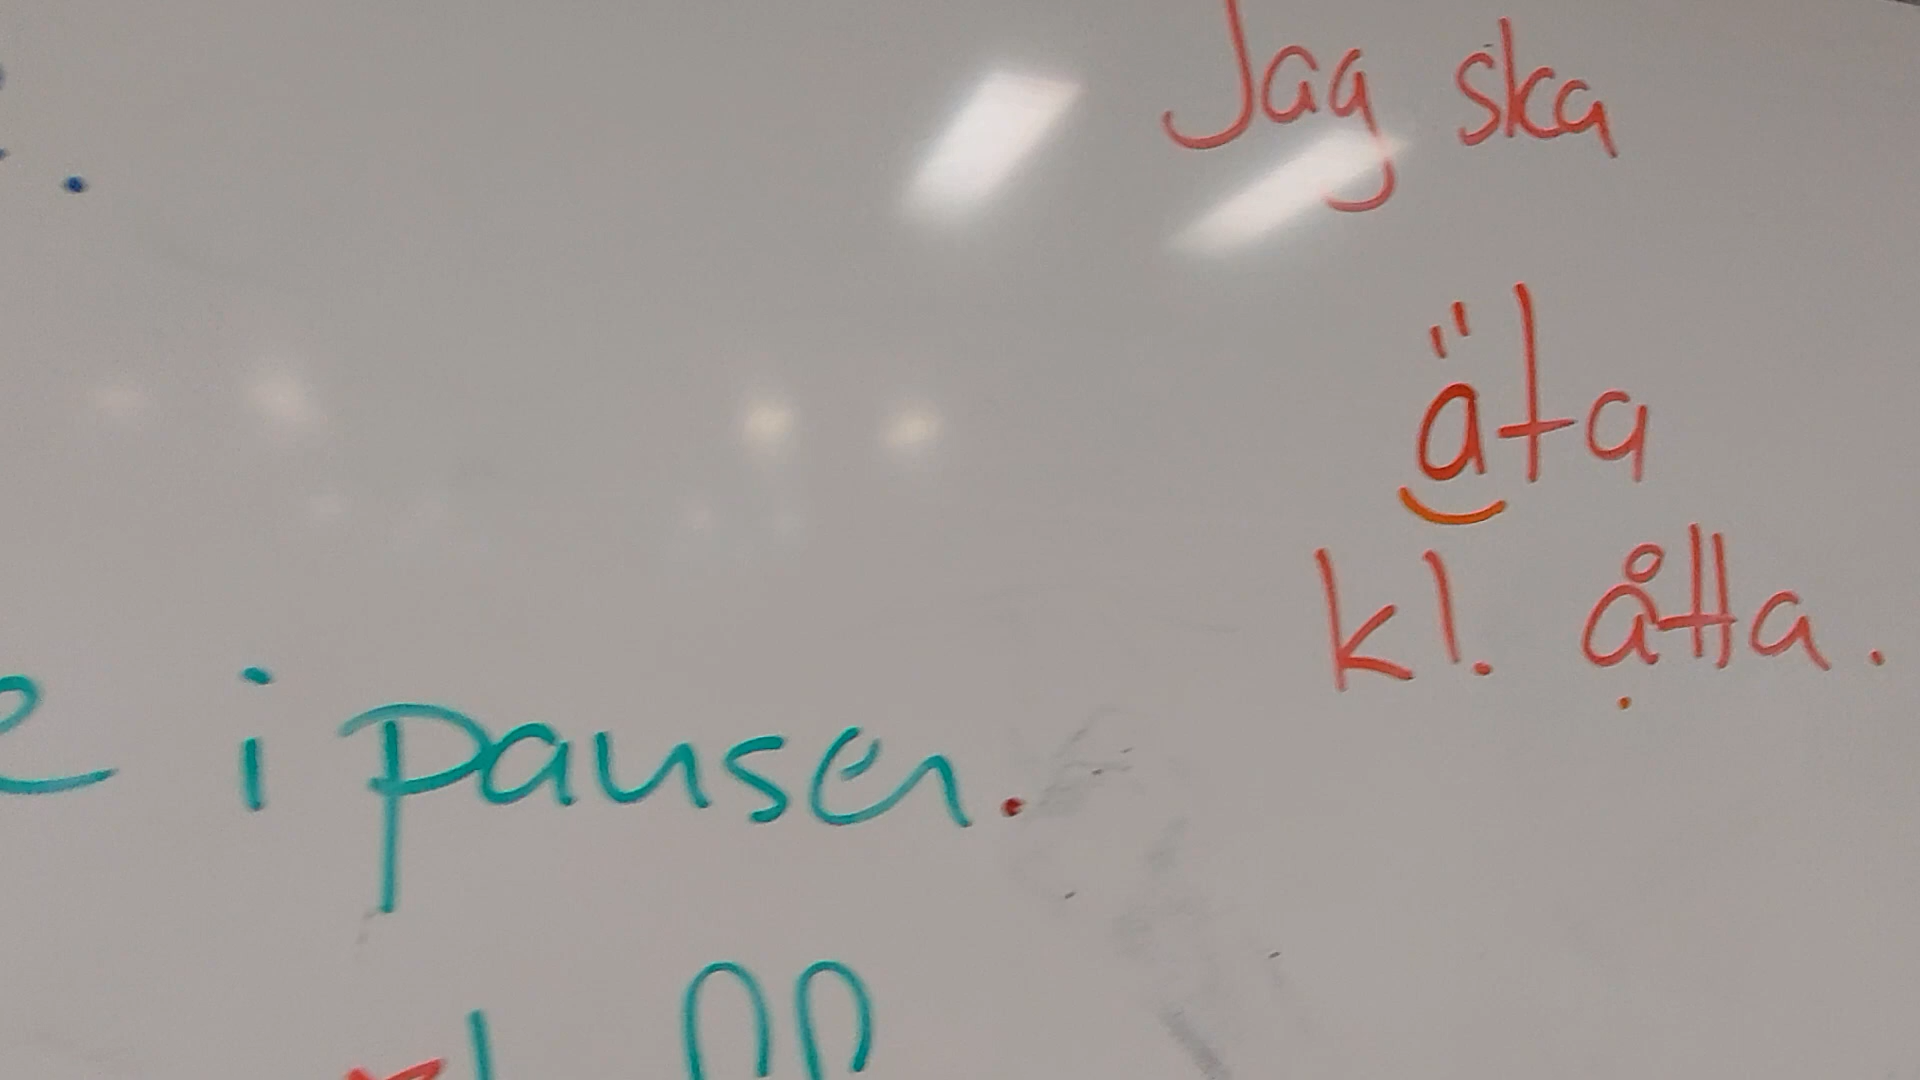 Jag ska
äta
kl. åtta.
i pausen.